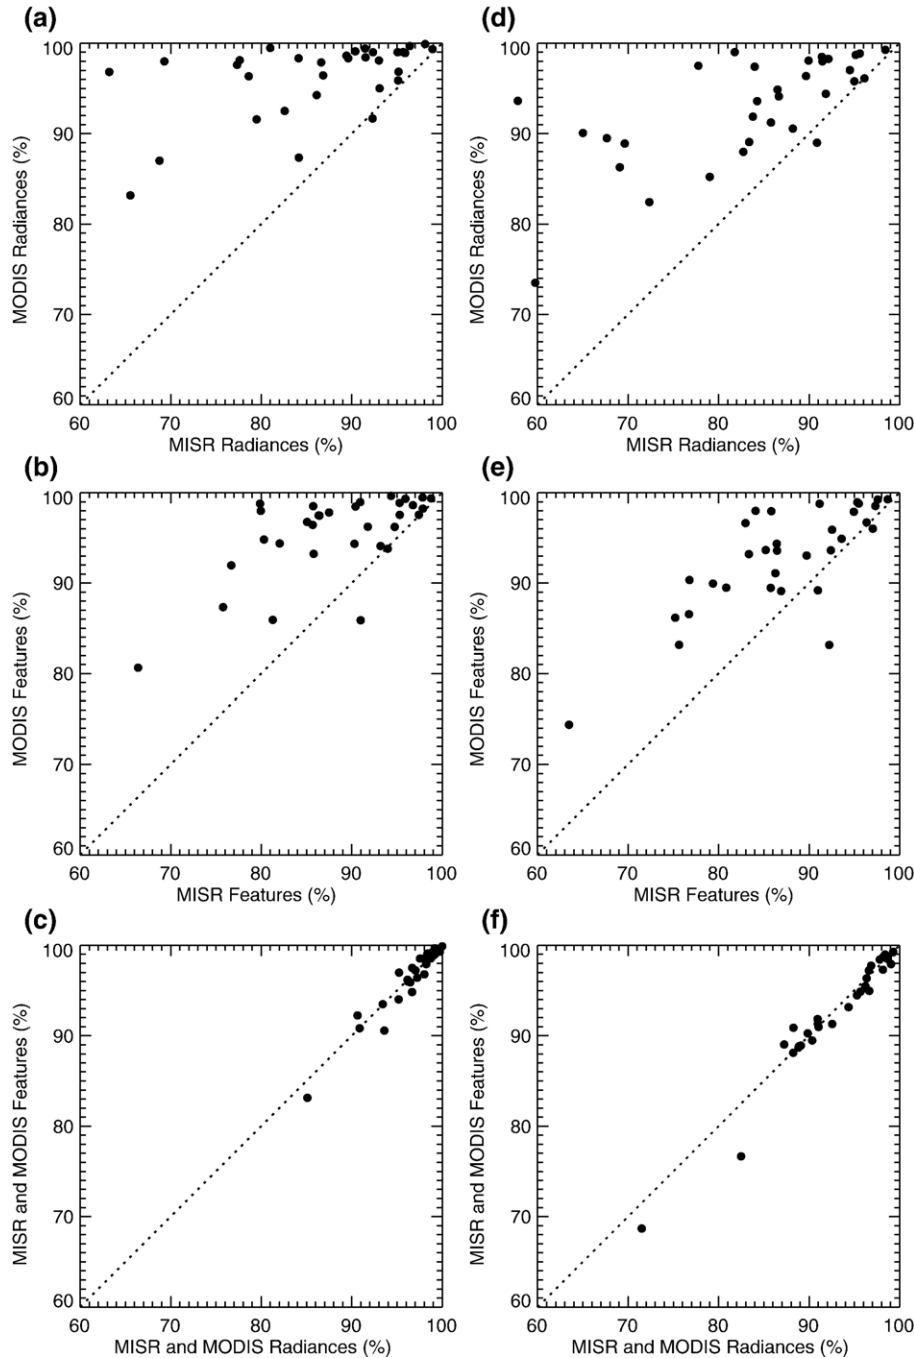 (a)
100
90
80
70
60
MODIS Radiances (%)
60 70 80 90 100
MISR Radiances (%)
(b)
100
90
80
70
60
MODIS Features (%)
60 70 80 90 100
MISR Features (%)
(c)
100
90
80
70
60
MISR and MODIS Features (%)
60 70 80 90 100
MISR and MODIS Radiances (%)
(d)
100
90
80
70
60
MODIS Radiances (%)
60 70 80 90 100
MISR Radiances (%)
(e)
100
90
80
70
60
MODIS Features (%)
60 70 80 90 100
MISR Features (%)
(f)
100
90
80
70
60
MISR and MODIS Features (%)
60 70 80 90 100
MISR and MODIS Radiances (%)